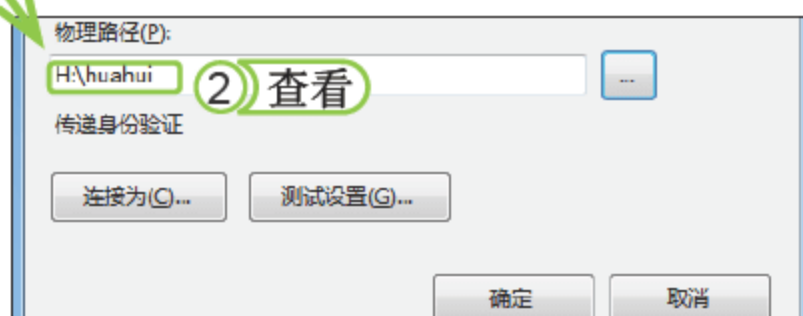 物理路径(P):
H:\huahui
② 查看
...
传递身份验证
连接为(C)...
测试设置(G)...
确定
取消